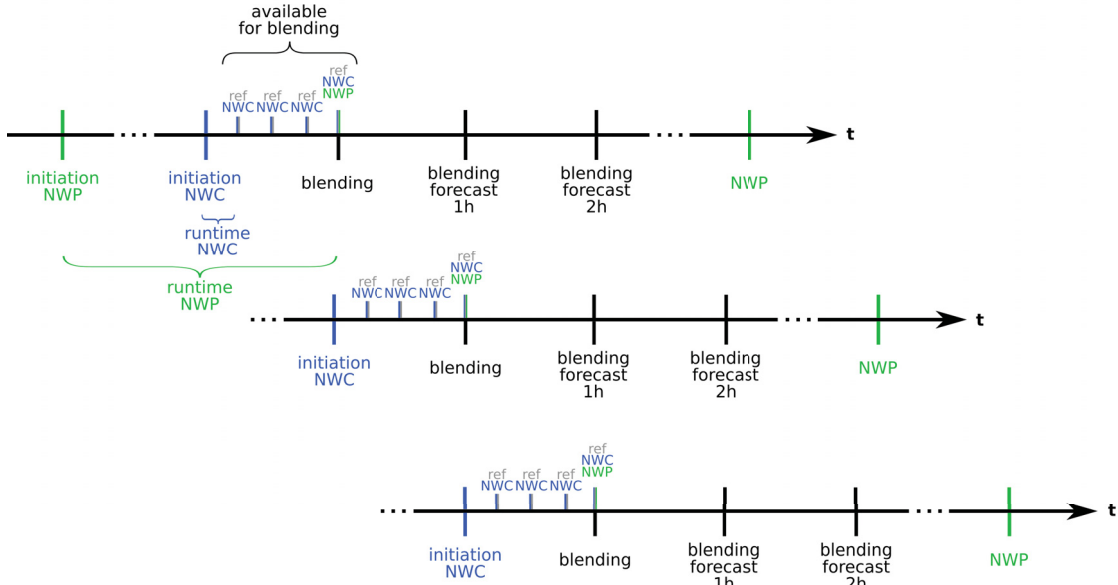 available
for blending
ref
NWC
NWP
ref ref ref
NWC NWC NWC
t
initiation
NWP
initiation
NWC
blending
blending
forecast
1h
blending
forecast
2h
NWP
runtime
NWC
runtime
NWP
ref
NWC
NWP
ref ref ref
NWC NWC NWC
t
initiation
NWC
blending
blending
forecast
1h
blending
forecast
2h
NWP
ref
NWC
NWP
ref ref ref
NWC NWC NWC
t
initiation
NWC
blending
blending
forecast
1h
blending
forecast
2h
NWP